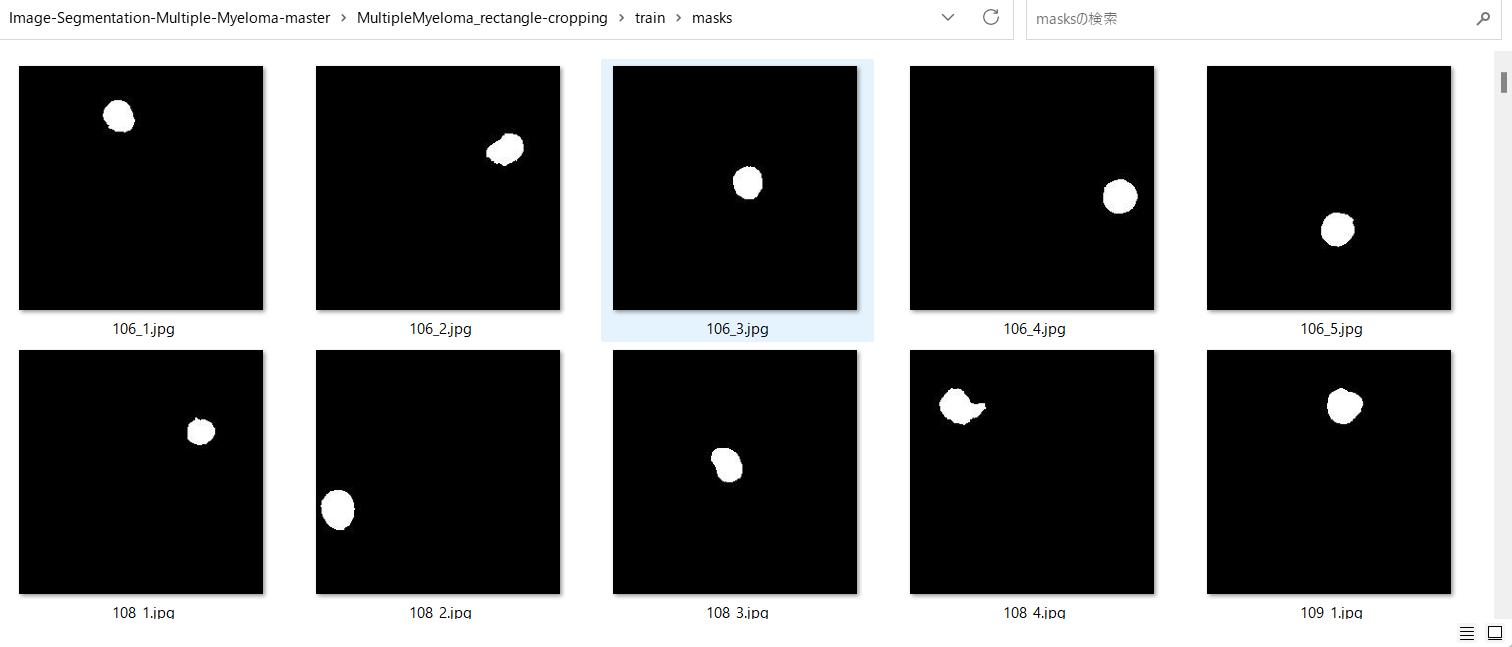 Image-Segmentation-Multiple-Myeloma-master > MultipleMyeloma_rectangle-cropping > train > masks
masksの検索
106_1.jpg
106_2.jpg
106_3.jpg
106_4.jpg
106_5.jpg
108_1.jpg
108_2.jpg
108_3.jpg
108_4.jpg
109_1.jpg